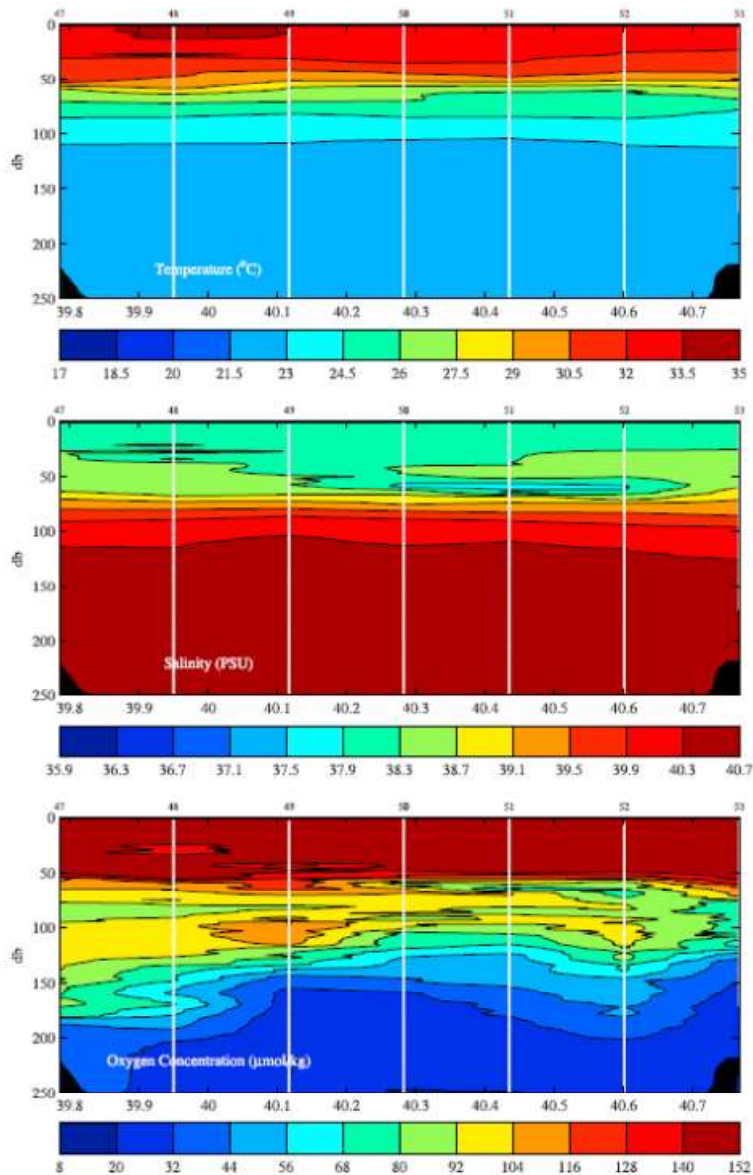 47 48 49 50 51 52 53
0
50
100
db
150
200
Temperature (°C)
250
39.8 39.9 40 40.1 40.2 40.3 40.4 40.5 40.6 40.7
17 18.5 20 21.5 23 24.5 26 27.5 29 30.5 32 33.5 35
47 48 49 50 51 52 53
0
50
100
db
150
200
Salinity (PSU)
250
39.8 39.9 40 40.1 40.2 40.3 40.4 40.5 40.6 40.7
35.9 36.3 36.7 37.1 37.5 37.9 38.3 38.7 39.1 39.5 39.9 40.3 40.7
47 48 49 50 51 52 53
0
50
100
db
150
200
Oxygen Concentration (μmol/kg)
250
39.8 39.9 40 40.1 40.2 40.3 40.4 40.5 40.6 40.7
8 20 32 44 56 68 80 92 104 116 128 140 152